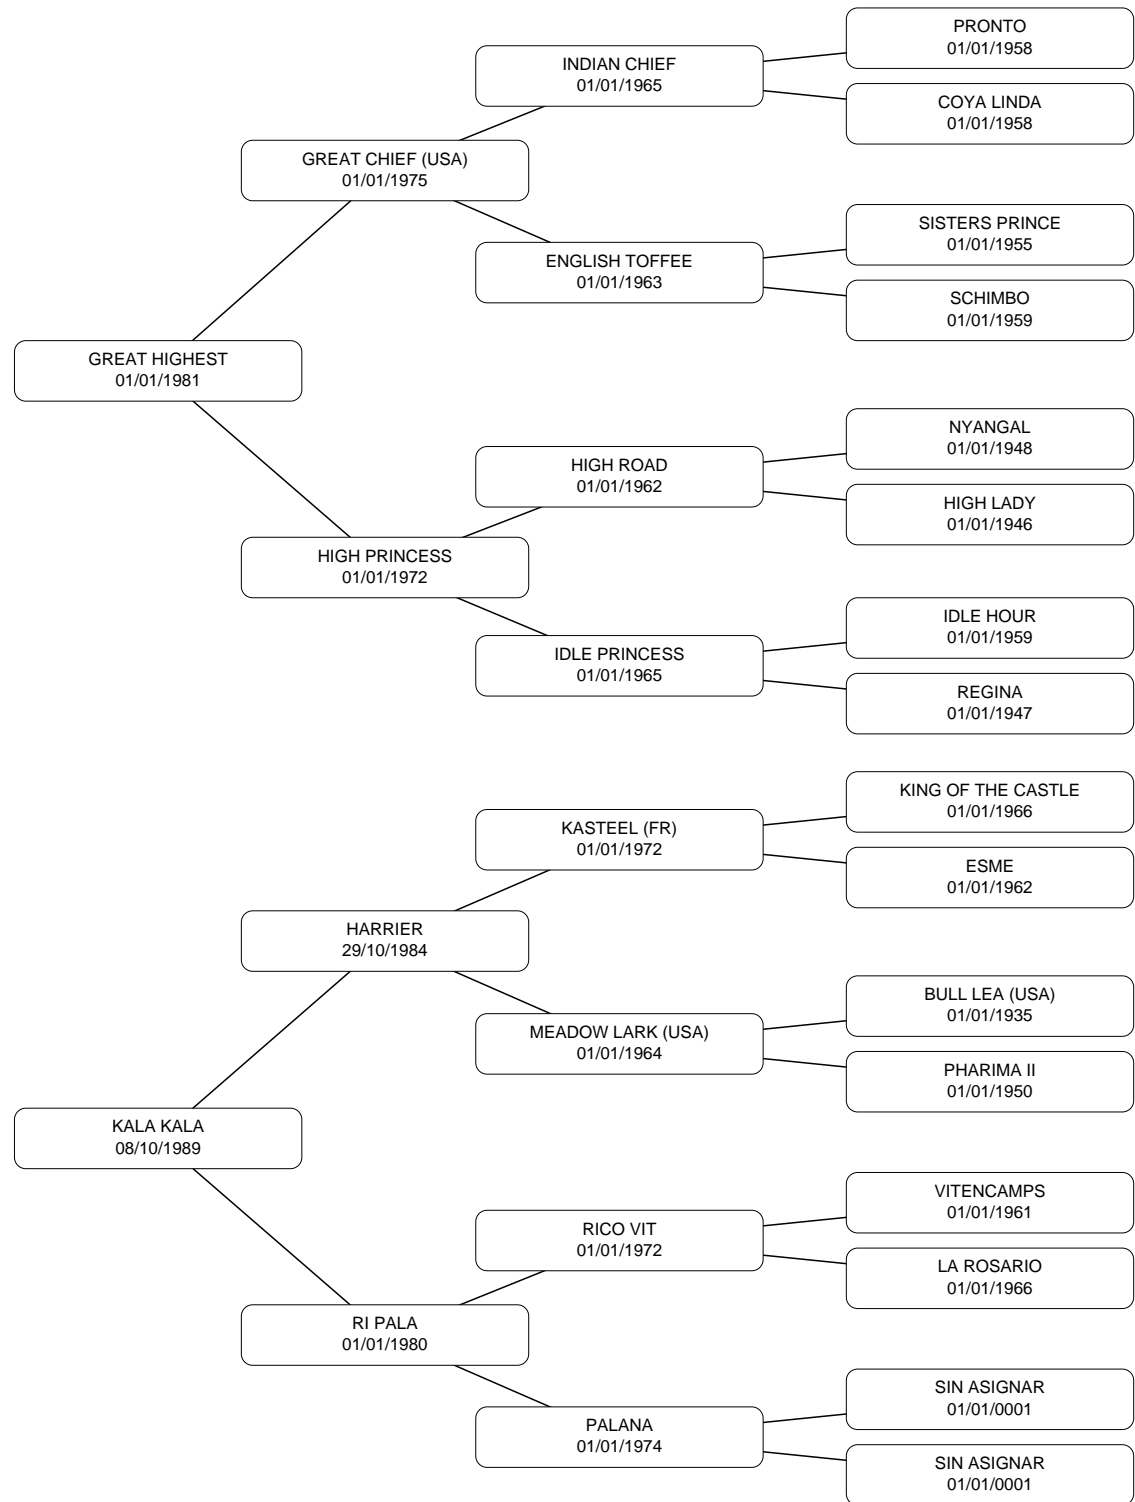 PRONTO
01/01/1958
INDIAN CHIEF
01/01/1965
COYA LINDA
01/01/1958
GREAT CHIEF (USA)
01/01/1975
SISTERS PRINCE
01/01/1955
ENGLISH TOFFEE
01/01/1963
SCHIMBO
01/01/1959
GREAT HIGHEST
01/01/1981
NYANGAL
01/01/1948
HIGH ROAD
01/01/1962
HIGH LADY
01/01/1946
HIGH PRINCESS
01/01/1972
IDLE HOUR
01/01/1959
IDLE PRINCESS
01/01/1965
REGINA
01/01/1947
KING OF THE CASTLE
01/01/1966
KASTEEL (FR)
01/01/1972
ESME
01/01/1962
HARRIER
29/10/1984
BULL LEA (USA)
01/01/1935
MEADOW LARK (USA)
01/01/1964
PHARIMA II
01/01/1950
KALA KALA
08/10/1989
VITENCAMPS
01/01/1961
RICO VIT
01/01/1972
LA ROSARIO
01/01/1966
RI PALA
01/01/1980
SIN ASIGNAR
01/01/0001
PALANA
01/01/1974
SIN ASIGNAR
01/01/0001